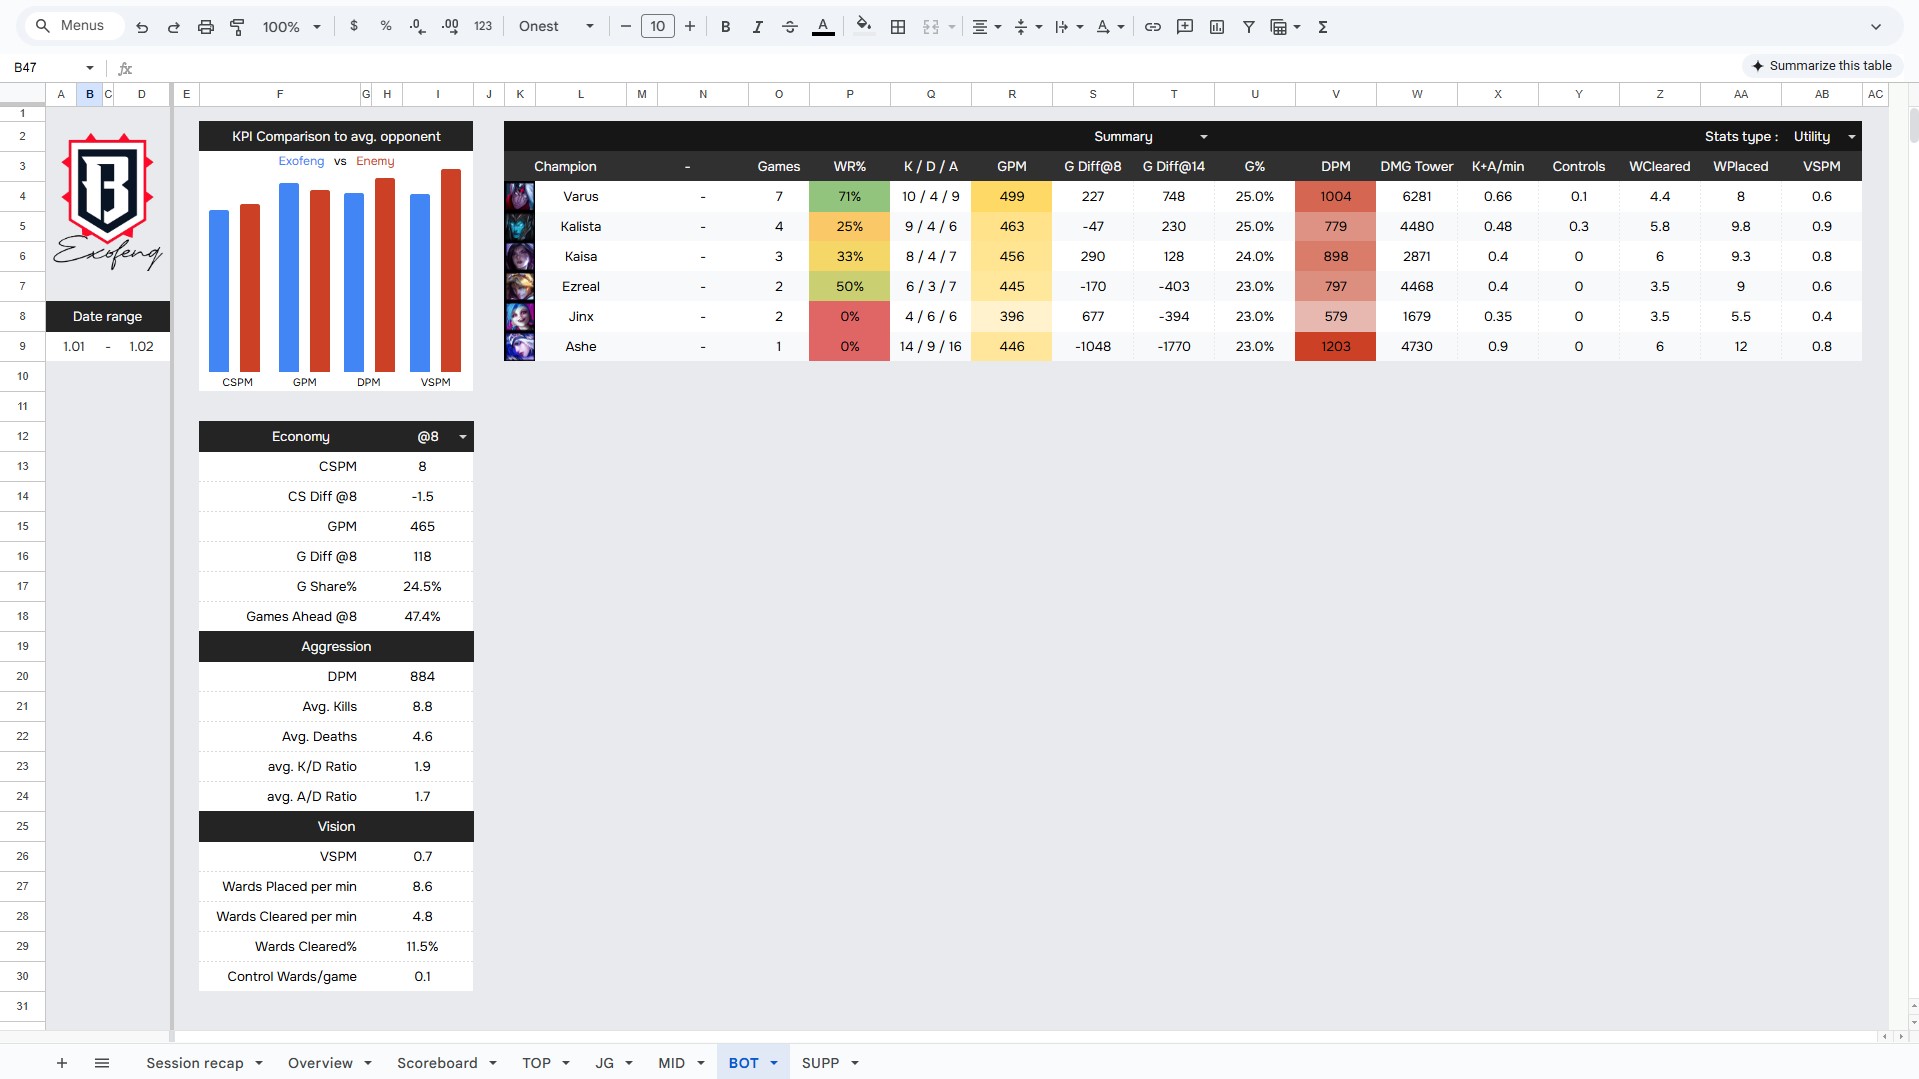 Menus 100% $ % .0 .00 123 Onest 10 B I A Σ
B47 fx Summarize this table
A B C D E F G H I J K L M N O P Q R S T U V W X Y Z AA AB AC
1
2 KPI Comparison to avg. opponent Summary Stats type : Utility
3 Exofeng vs Enemy Champion - Games WR% K / D / A GPM G Diff@8 G Diff@14 G% DPM DMG Tower K+A/min Controls WCleared WPlaced VSPM
4 Varus - 7 71% 10 / 4 / 9 499 227 748 25.0% 1004 6281 0.66 0.1 4.4 8 0.6
5 Kalista - 4 25% 9 / 4 / 6 463 -47 230 25.0% 779 4480 0.48 0.3 5.8 9.8 0.9
6 Exofeng Kaisa - 3 33% 8 / 4 / 7 456 290 128 24.0% 898 2871 0.4 0 6 9.3 0.8
7 Ezreal - 2 50% 6 / 3 / 7 445 -170 -403 23.0% 797 4468 0.4 0 3.5 9 0.6
8 Date range Jinx - 2 0% 4 / 6 / 6 396 677 -394 23.0% 579 1679 0.35 0 3.5 5.5 0.4
9 1.01 - 1.02 Ashe - 1 0% 14 / 9 / 16 446 -1048 -1770 23.0% 1203 4730 0.9 0 6 12 0.8
10 CSPM GPM DPM VSPM
11
12 Economy @8
13 CSPM 8
14 CS Diff @8 -1.5
15 GPM 465
16 G Diff @8 118
17 G Share% 24.5%
18 Games Ahead @8 47.4%
19 Aggression
20 DPM 884
21 Avg. Kills 8.8
22 Avg. Deaths 4.6
23 avg. K/D Ratio 1.9
24 avg. A/D Ratio 1.7
25 Vision
26 VSPM 0.7
27 Wards Placed per min 8.6
28 Wards Cleared per min 4.8
29 Wards Cleared% 11.5%
30 Control Wards/game 0.1
31
Session recap Overview Scoreboard TOP JG MID BOT SUPP